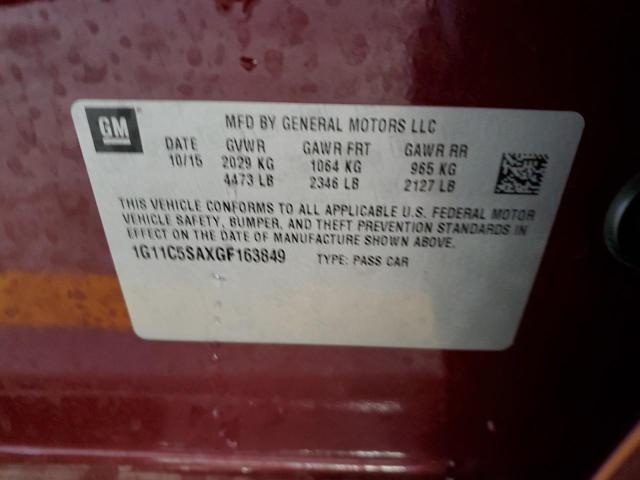 GM
MFD BY GENERAL MOTORS LLC
DATE GVWR GAWR FRT GAWR RR
10/15 2029 KG 1064 KG 965 KG
4473 LB 2346 LB 2127 LB
THIS VEHICLE CONFORMS TO ALL APPLICABLE U.S. FEDERAL MOTOR
VEHICLE SAFETY, BUMPER, AND THEFT PREVENTION STANDARDS IN
EFFECT ON THE DATE OF MANUFACTURE SHOWN ABOVE.
1G11C5SAXGF163849 TYPE: PASS CAR